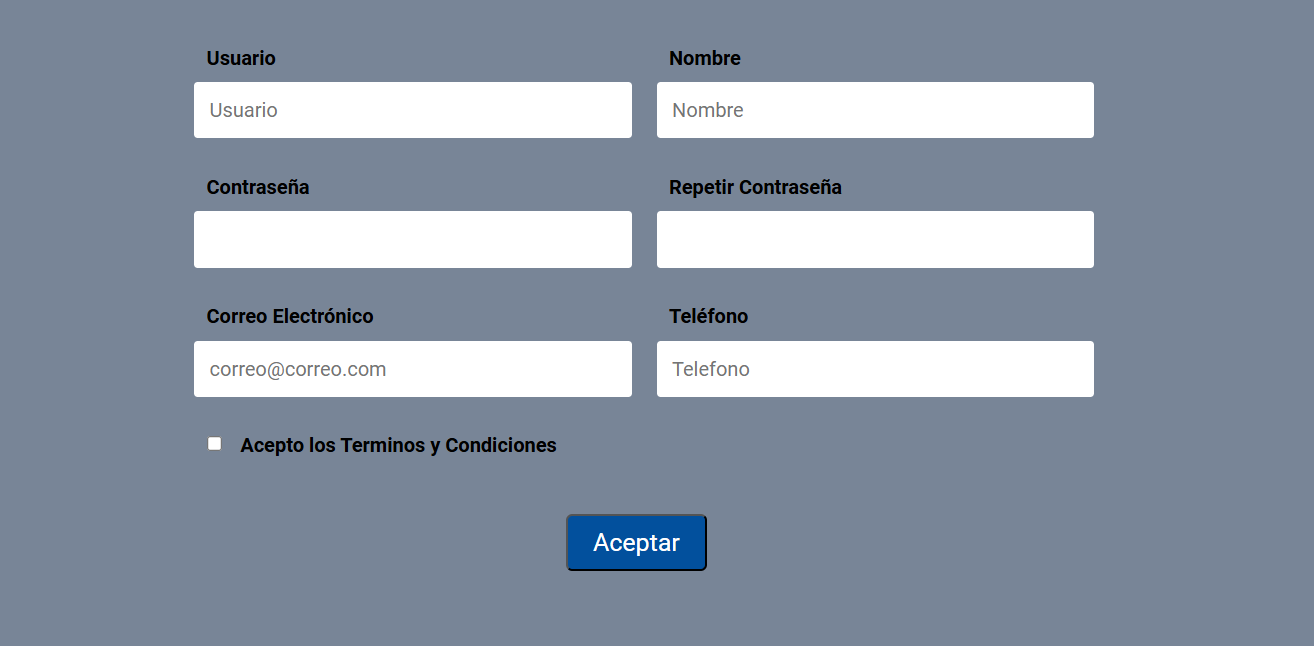 Usuario
Nombre
Usuario
Nombre
Contraseña
Repetir Contraseña
Correo Electrónico
Teléfono
correo@correo.com
Telefono
Acepto los Terminos y Condiciones
Aceptar